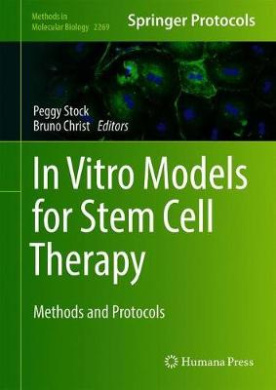 Methods in
Molecular Biology 2269
Springer Protocols
Peggy Stock
Bruno Christ Editors
In Vitro Models
for Stem Cell
Therapy
Methods and Protocols
Humana Press